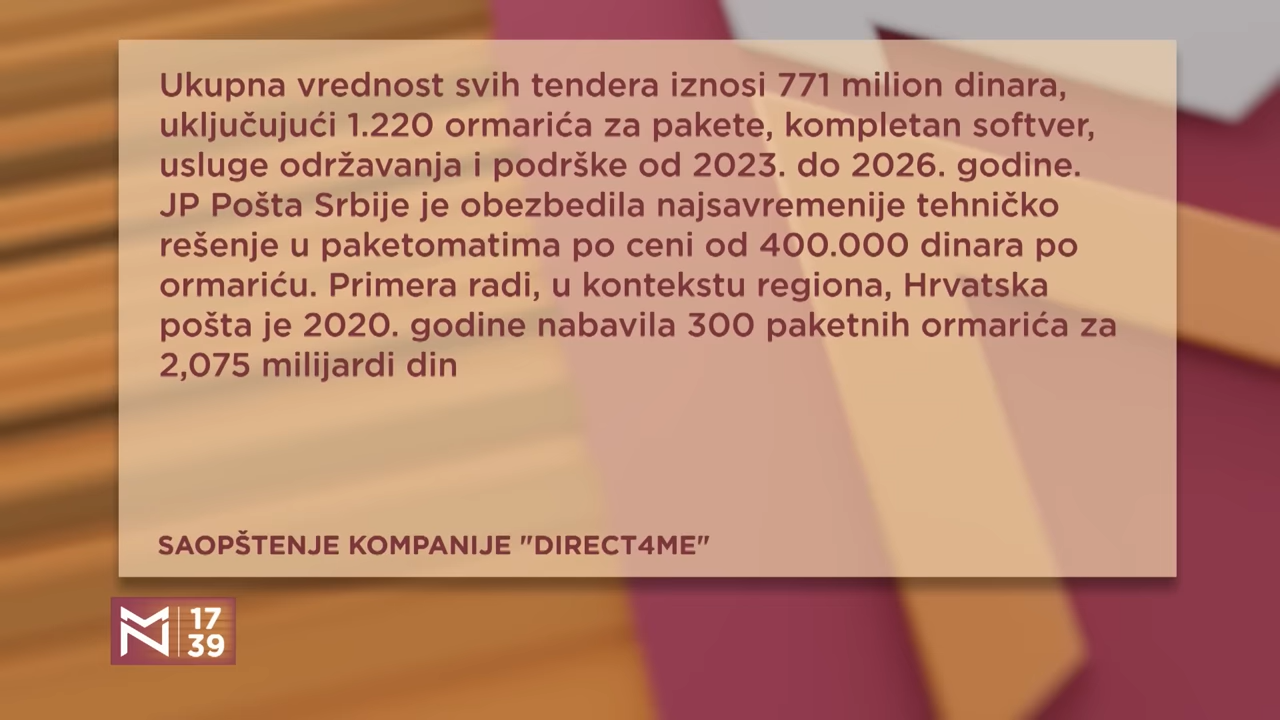 Ukupna vrednost svih tendera iznosi 771 milion dinara,
uključujući 1.220 ormarića za pakete, kompletan softver,
usluge održavanja i podrške od 2023. do 2026. godine.
JP Pošta Srbije je obezbedila najsavremenije tehničko
rešenje u paketomatima po ceni od 400.000 dinara po
ormariću. Primera radi, u kontekstu regiona, Hrvatska
pošta je 2020. godine nabavila 300 paketnih ormarića za
2,075 milijardi din
SAOPŠTENJE KOMPANIJE "DIRECT4ME"
17
39